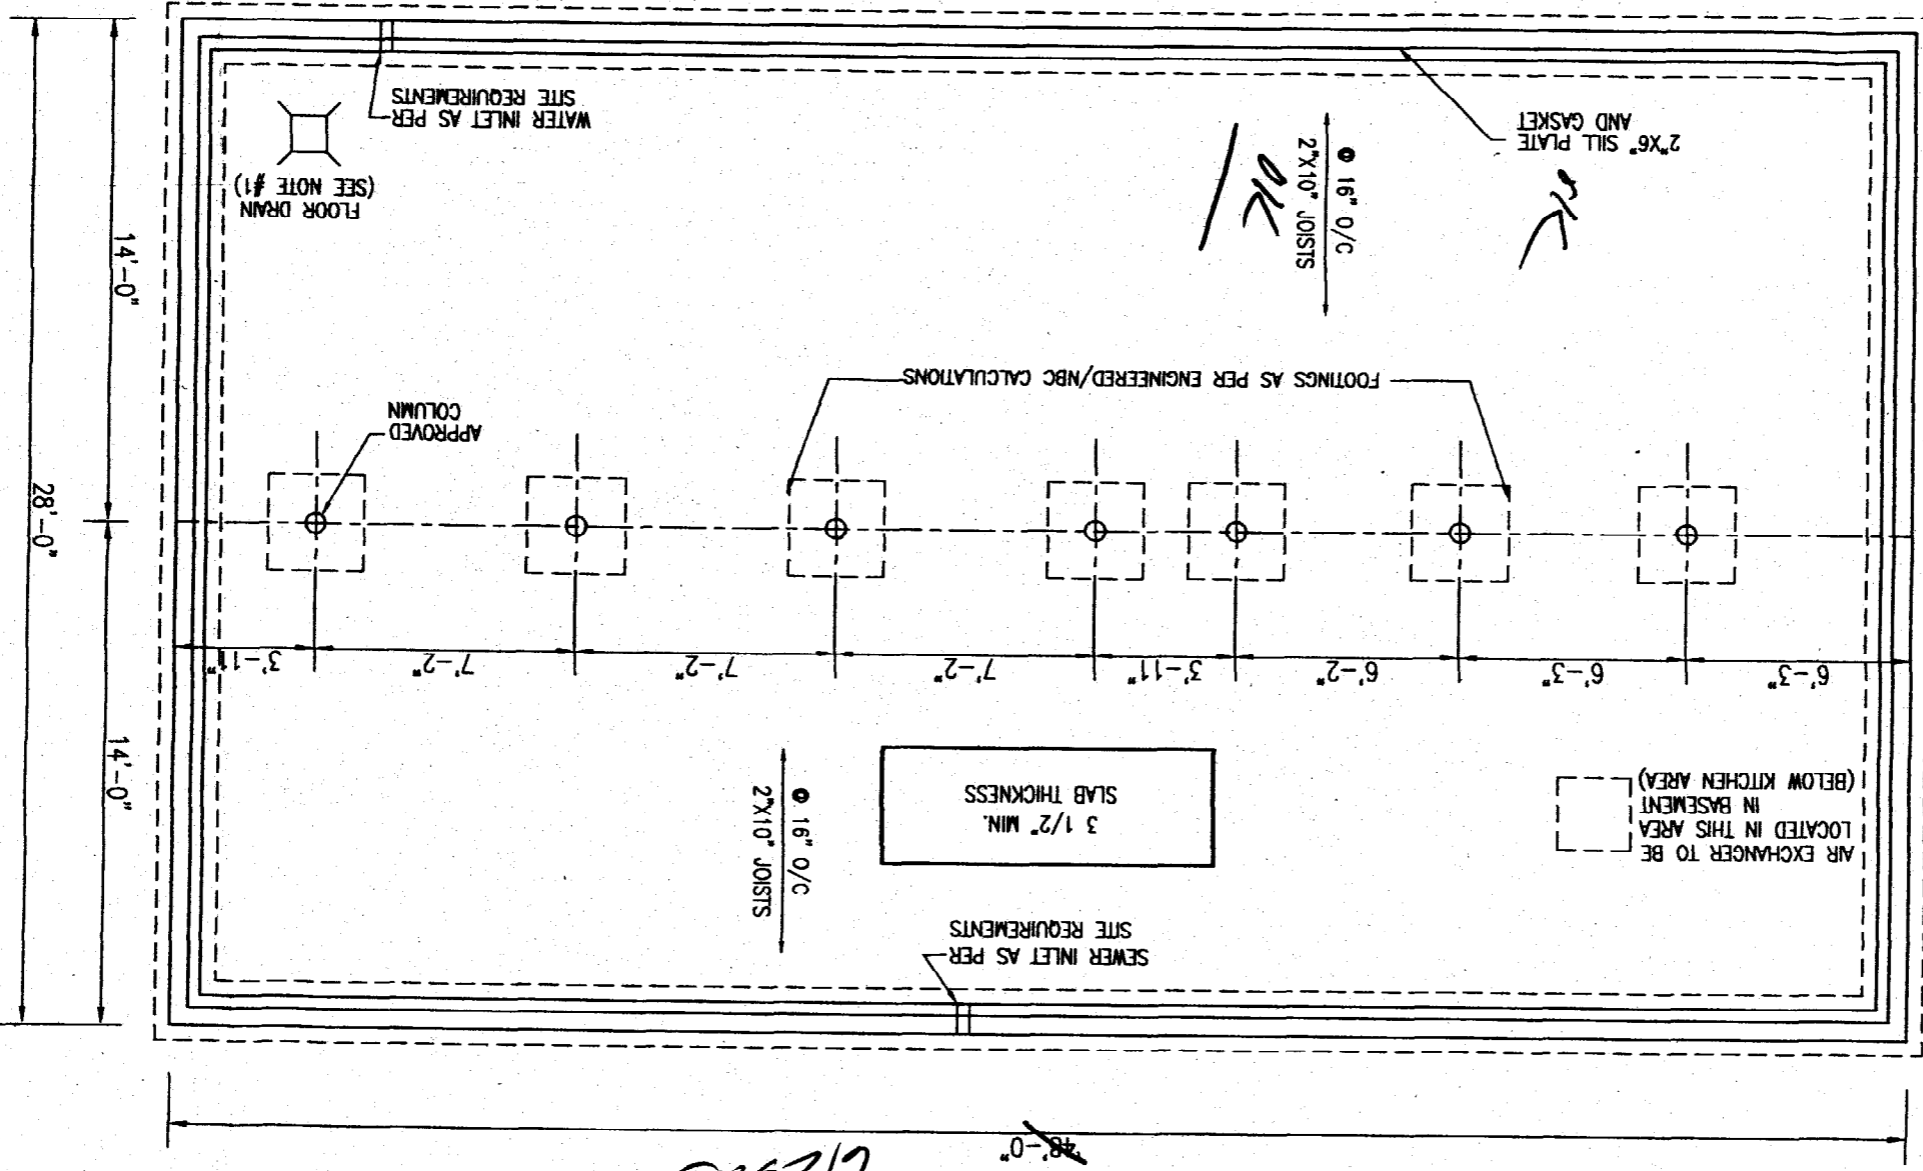 48'-0"
SEWER INLET AS PER
SITE REQUIREMENTS
AIR EXCHANGER TO BE
LOCATED IN THIS AREA
IN BASEMENT
(BELOW KITCHEN AREA)
3 1/2" MIN.
SLAB THICKNESS
@ 16" O/C
2"X10" JOISTS
14'-0"
6'-3"
6'-3"
6'-2"
3'-11"
7'-2"
7'-2"
7'-2"
3'-11"
28'-0"
APPROVED
COLUMN
FOOTINGS AS PER ENGINEERED/NBC CALCULATIONS
14'-0"
@ 16" O/C
2"X10" JOISTS
FLOOR DRAIN
(SEE NOTE #1)
2"X6" SILL PLATE
AND GASKET
WATER INLET AS PER
SITE REQUIREMENTS